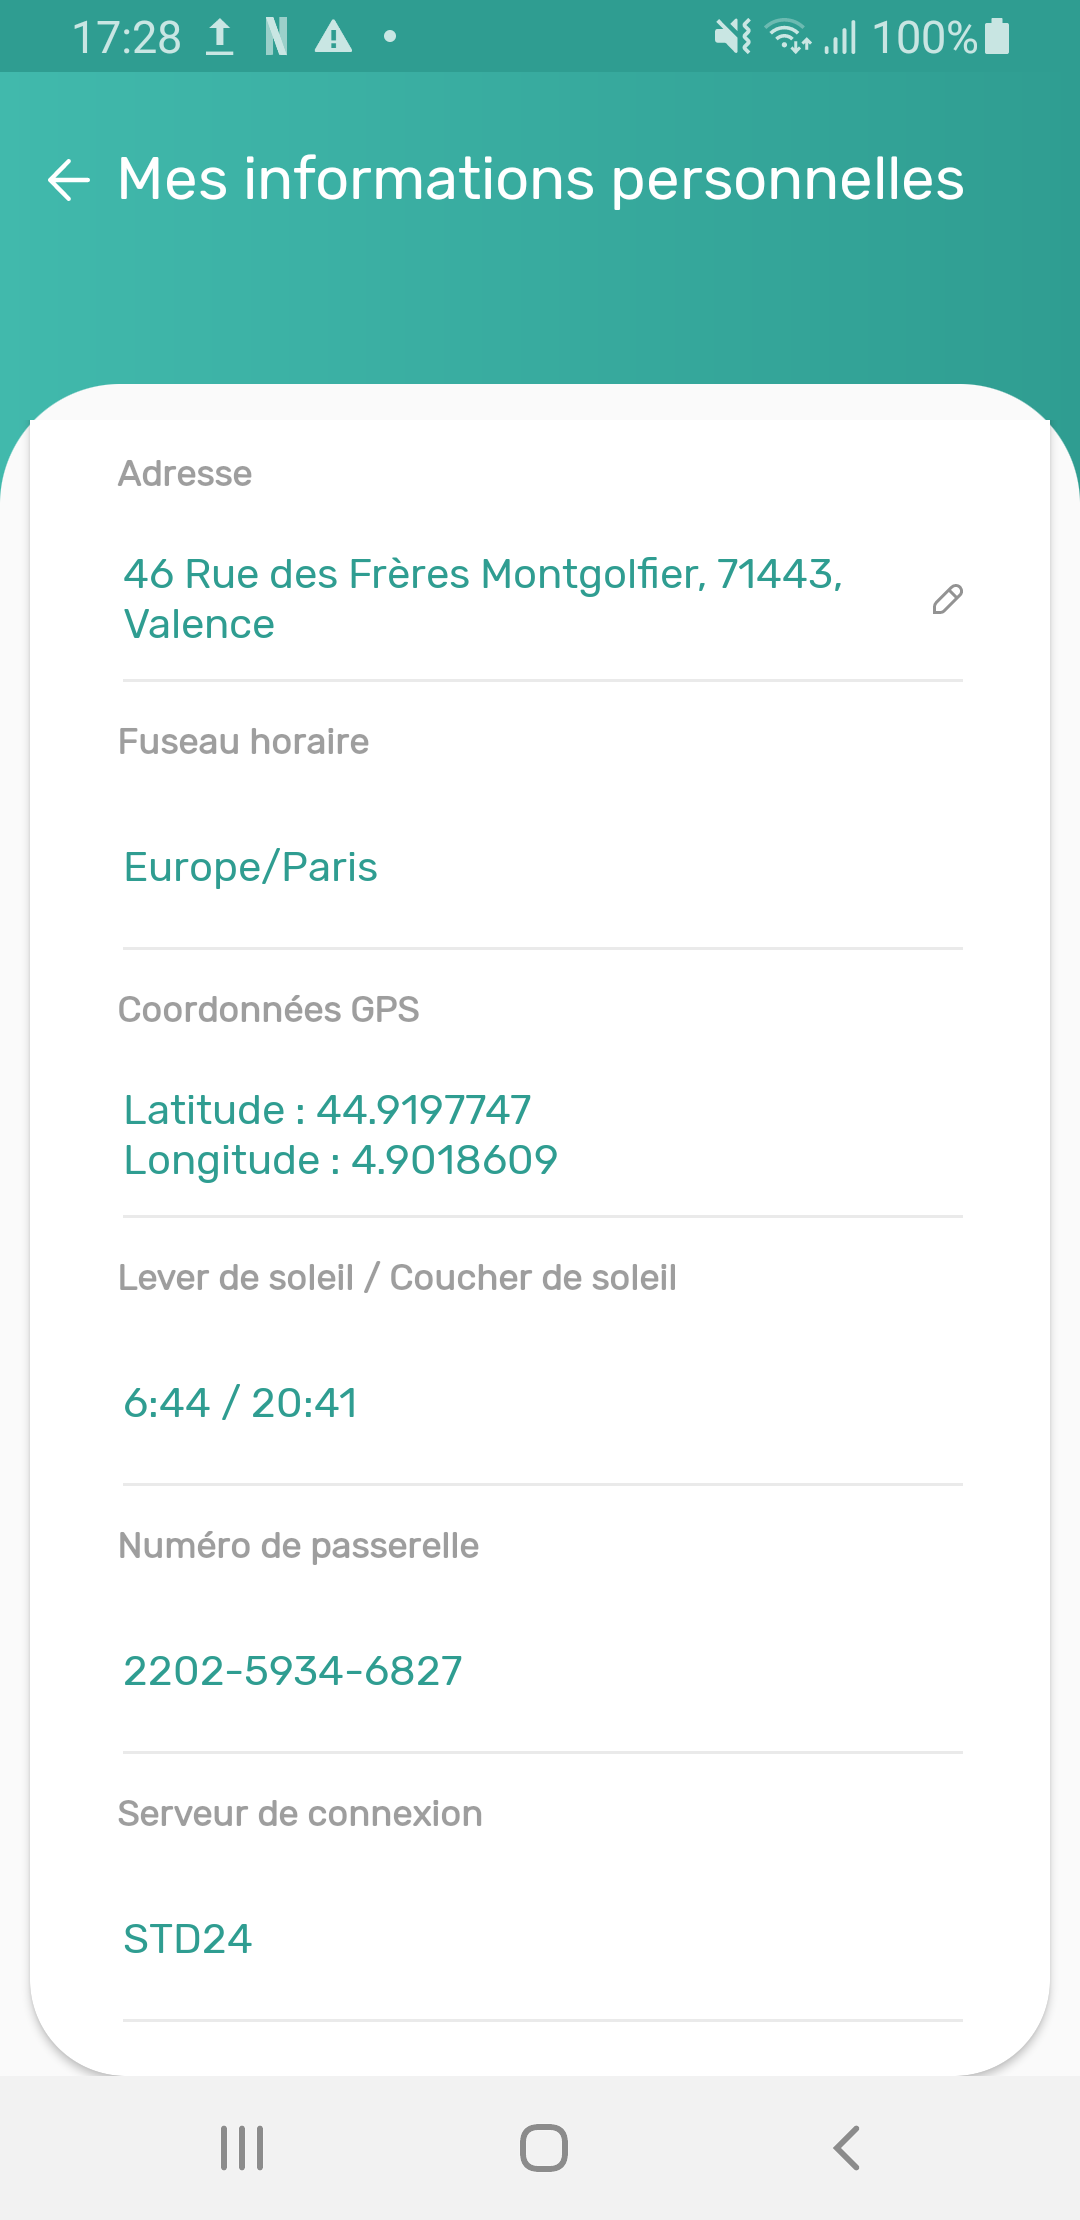 17:28
100%
Mes informations personnelles
Adresse
46 Rue des Frères Montgolfier, 71443,
Valence
Fuseau horaire
Europe/Paris
Coordonnées GPS
Latitude : 44.9197747
Longitude : 4.9018609
Lever de soleil / Coucher de soleil
6:44 / 20:41
Numéro de passerelle
2202-5934-6827
Serveur de connexion
STD24